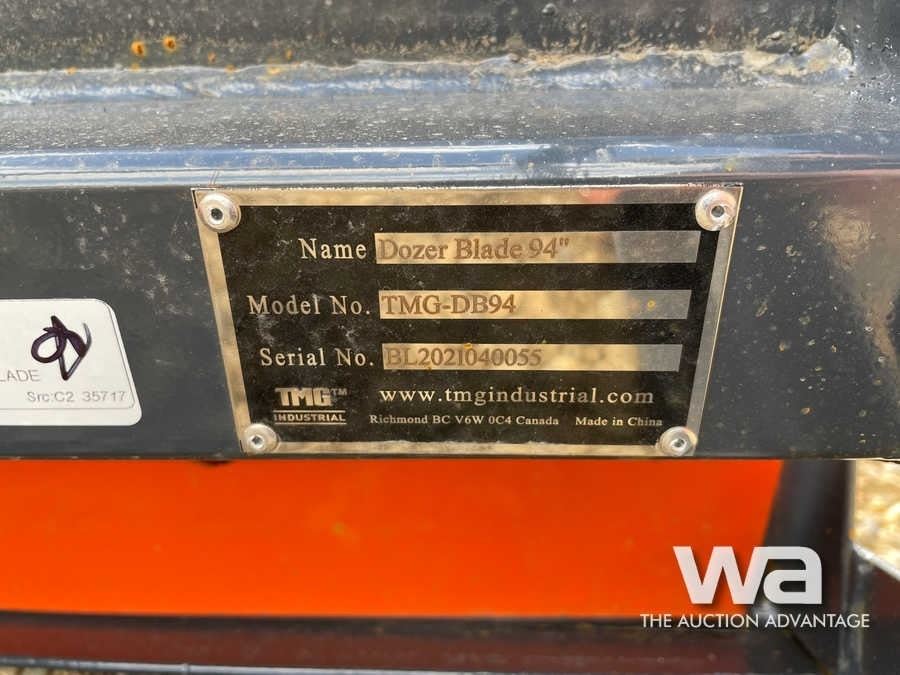 Name Dozer Blade 94"
Model No. TMG-DB94
Serial No. BL2021040055
TMG™
INDUSTRIAL
www.tmgindustrial.com
Richmond BC V6W 0C4 Canada Made in China
LADE
Src:C2 35717
wa
THE AUCTION ADVANTAGE